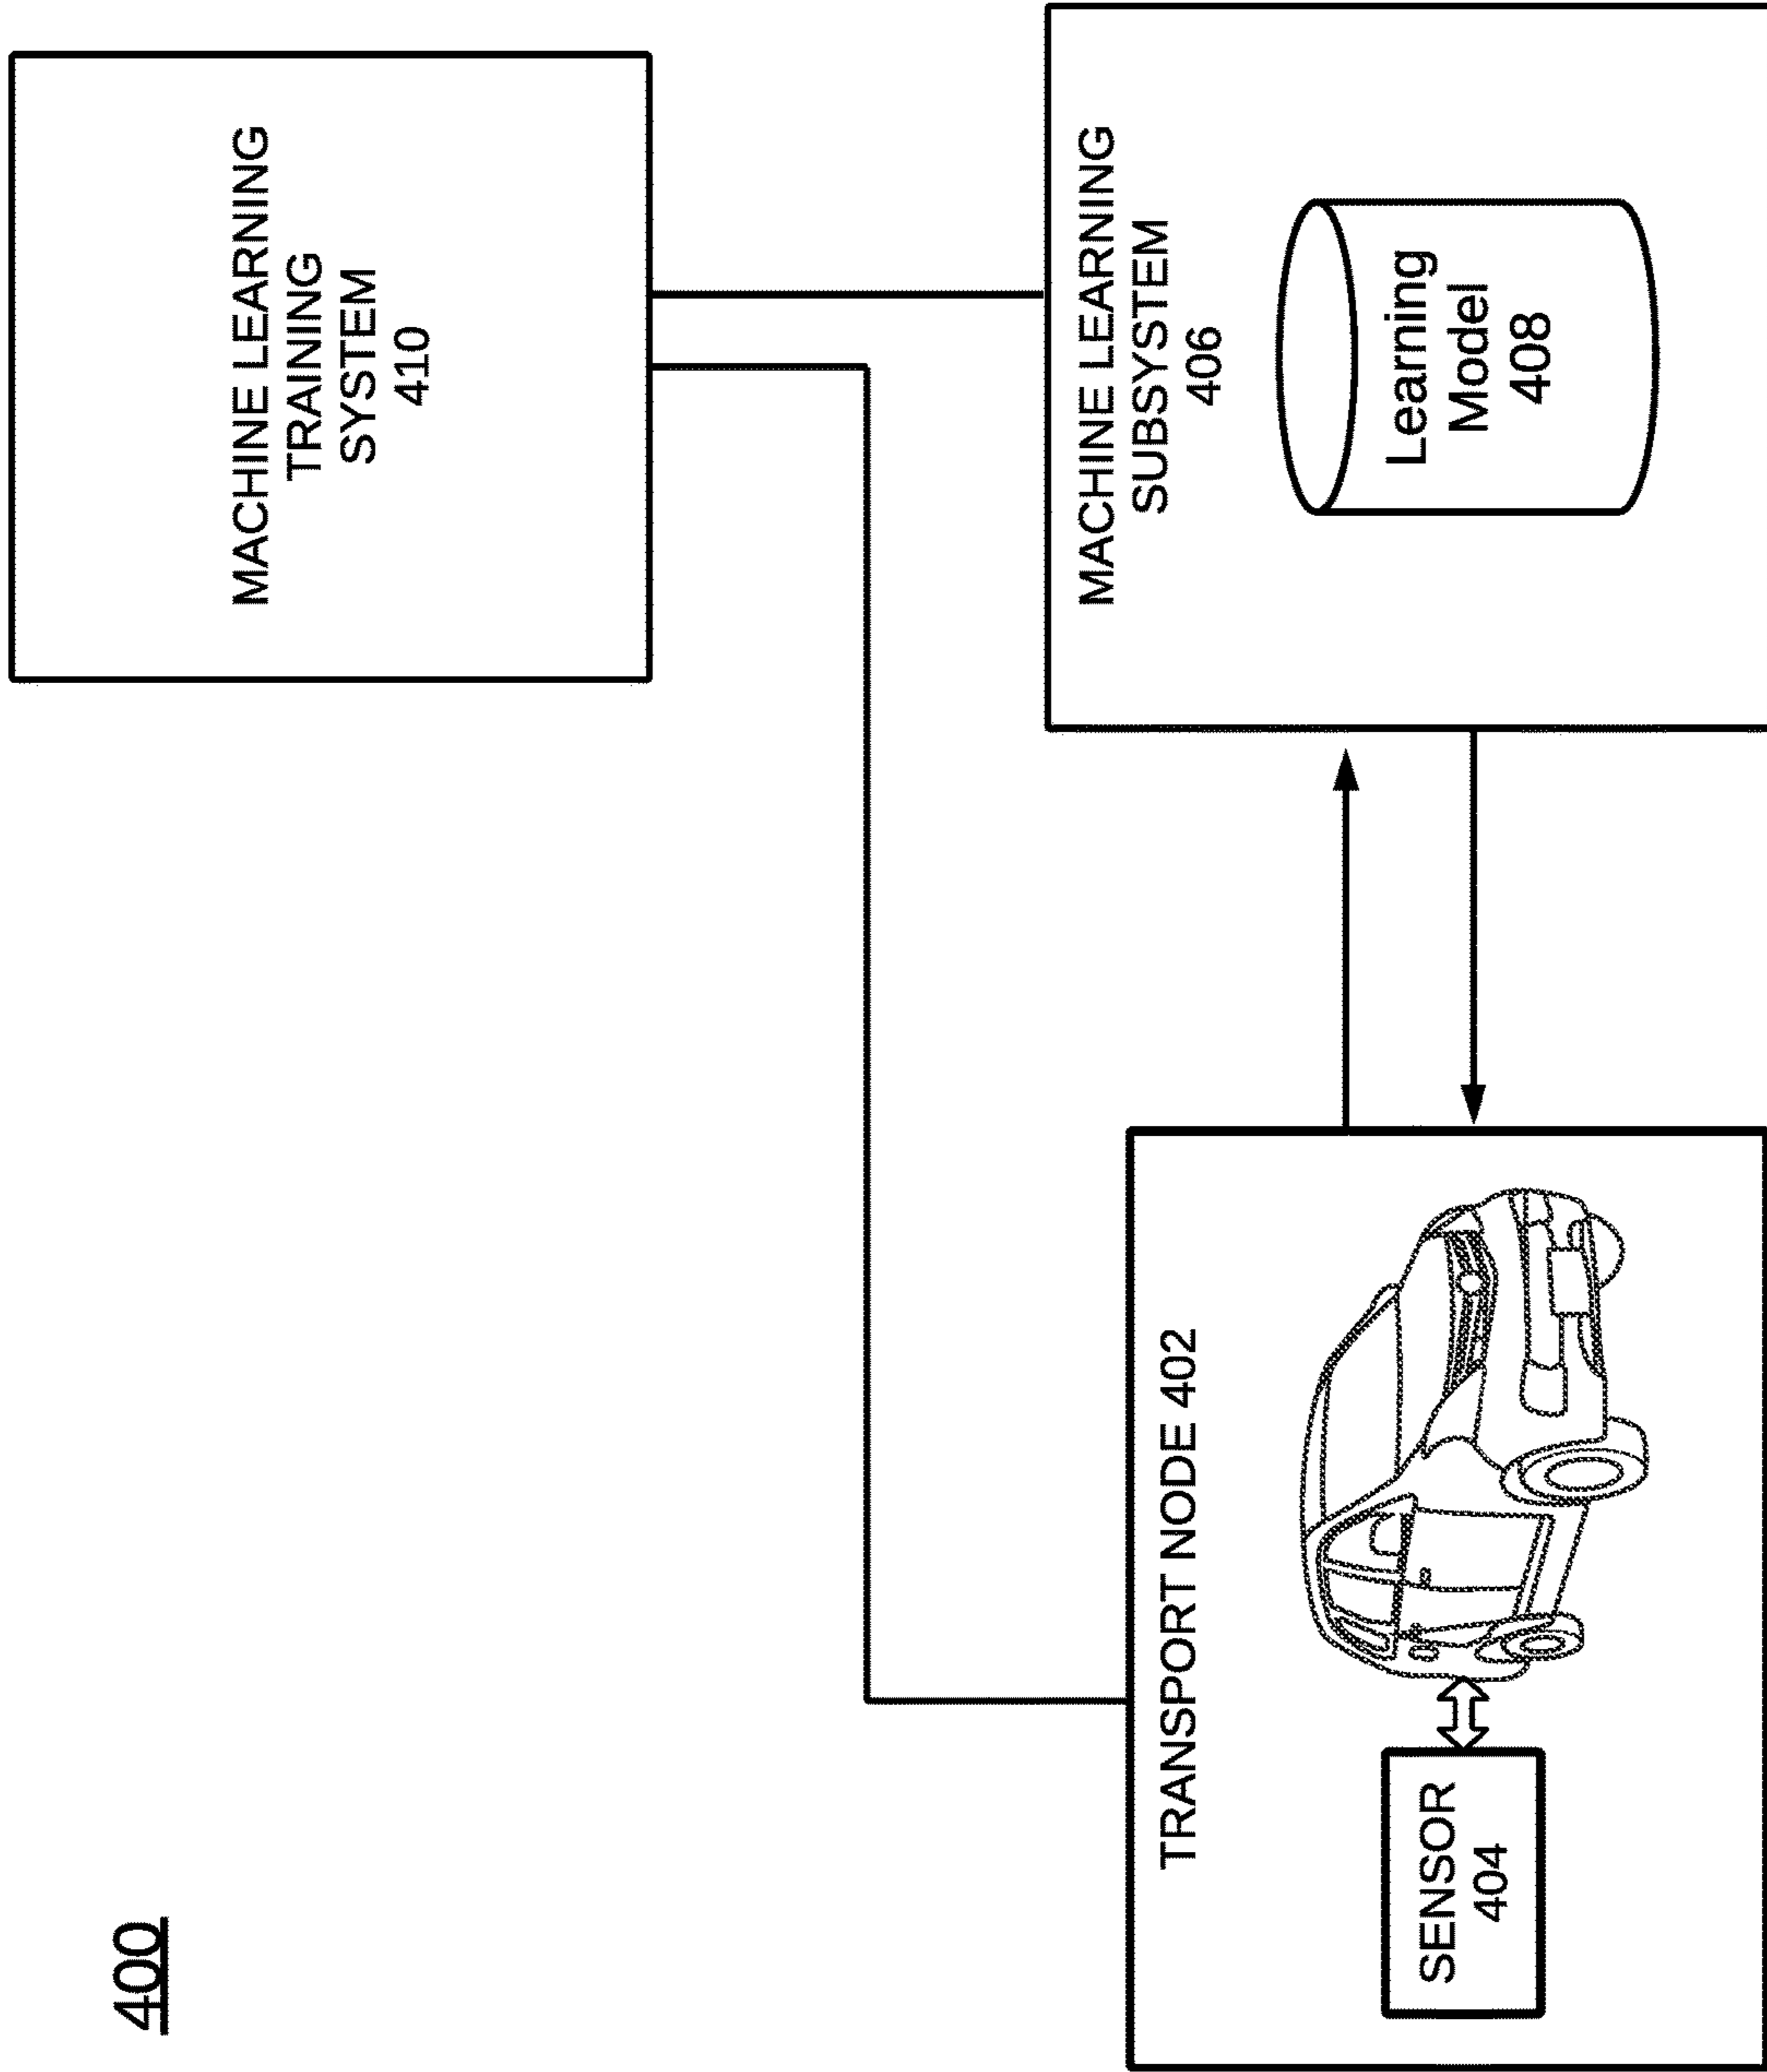 400
TRANSPORT NODE 402
SENSOR
404
MACHINE LEARNING
TRAINING
SYSTEM
410
MACHINE LEARNING
SUBSYSTEM
406
Learning
Model
408